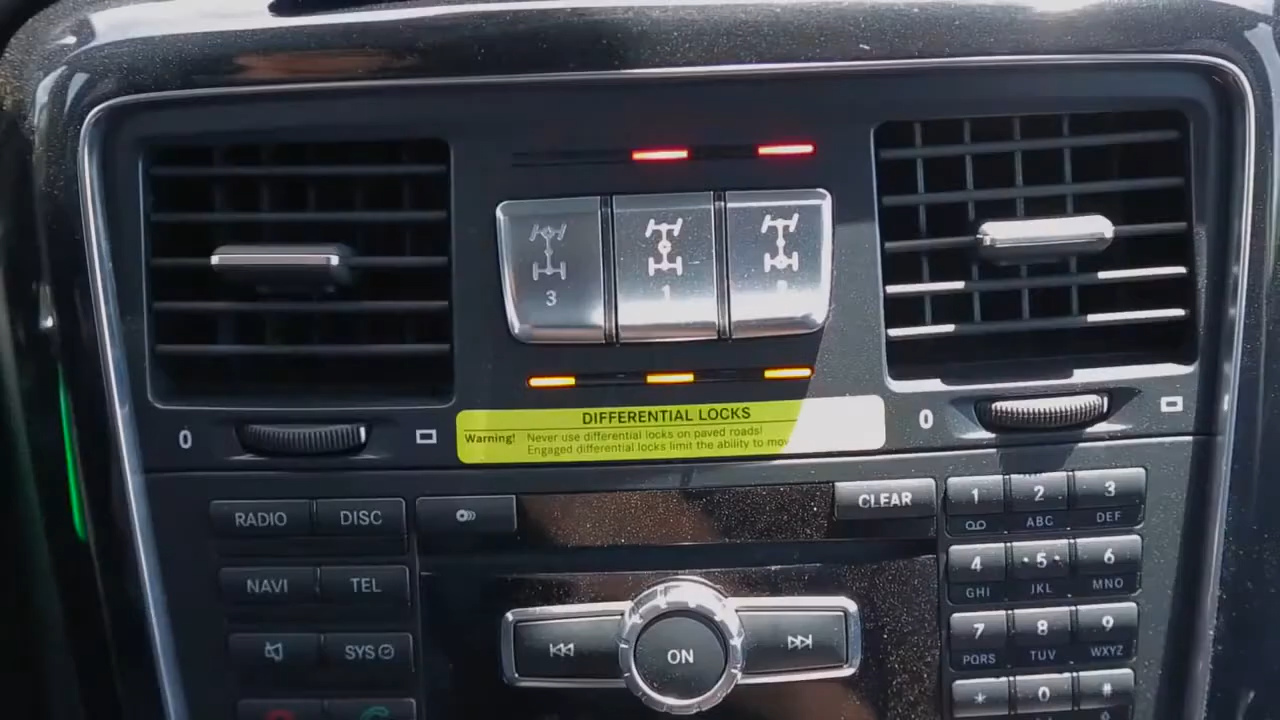 3 1
DIFFERENTIAL LOCKS
Warning! Never use differential locks on paved roads!
Engaged differential locks limit the ability to
0 0
RADIO DISC CLEAR 1 2 3
ABC DEF
NAVI TEL 4 5 6
GHI JKL MNO
SYS ON 7 8 9
PQRS TUV WXYZ
* 0 #